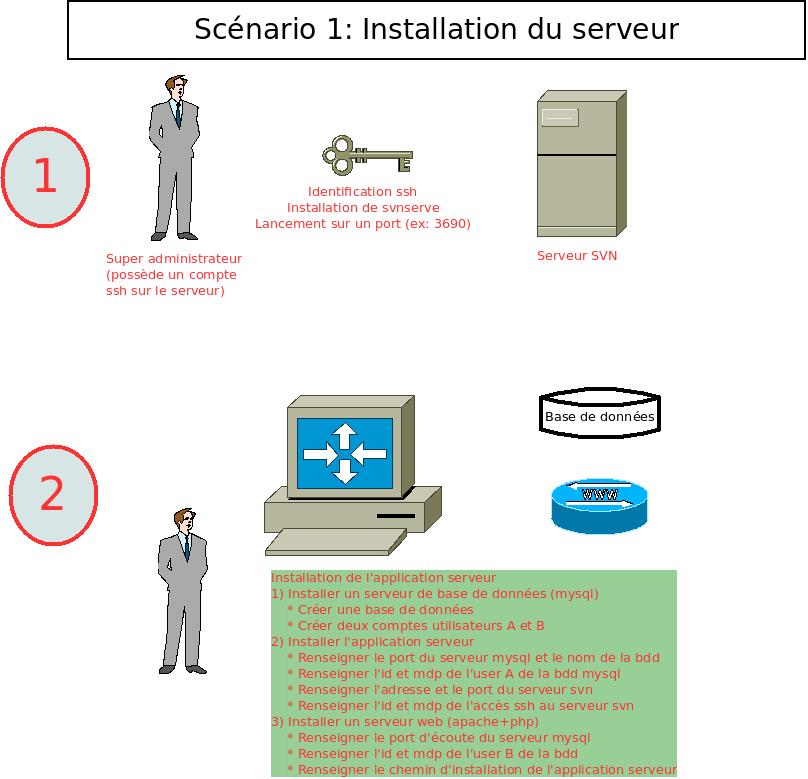 Scénario 1: Installation du serveur
1
Identification ssh
Installation de svnserve
Lancement sur un port (ex: 3690)
Super administrateur
(possède un compte
ssh sur le serveur)
Serveur SVN
2
Base de données
WWW
Installation de l'application serveur
1) Installer un serveur de base de données (mysql)
* Créer une base de données
* Créer deux comptes utilisateurs A et B
2) Installer l'application serveur
* Renseigner le port du serveur mysql et le nom de la bdd
* Renseigner l'id et mdp de l'user A de la bdd mysql
* Renseigner l'adresse et le port du serveur svn
* Renseigner l'id et mdp de l'accès ssh au serveur svn
3) Installer un serveur web (apache+php)
* Renseigner le port d'écoute du serveur mysql
* Renseigner l'id et mdp de l'user B de la bdd
* Renseigner le chemin d'installation de l'application serveur